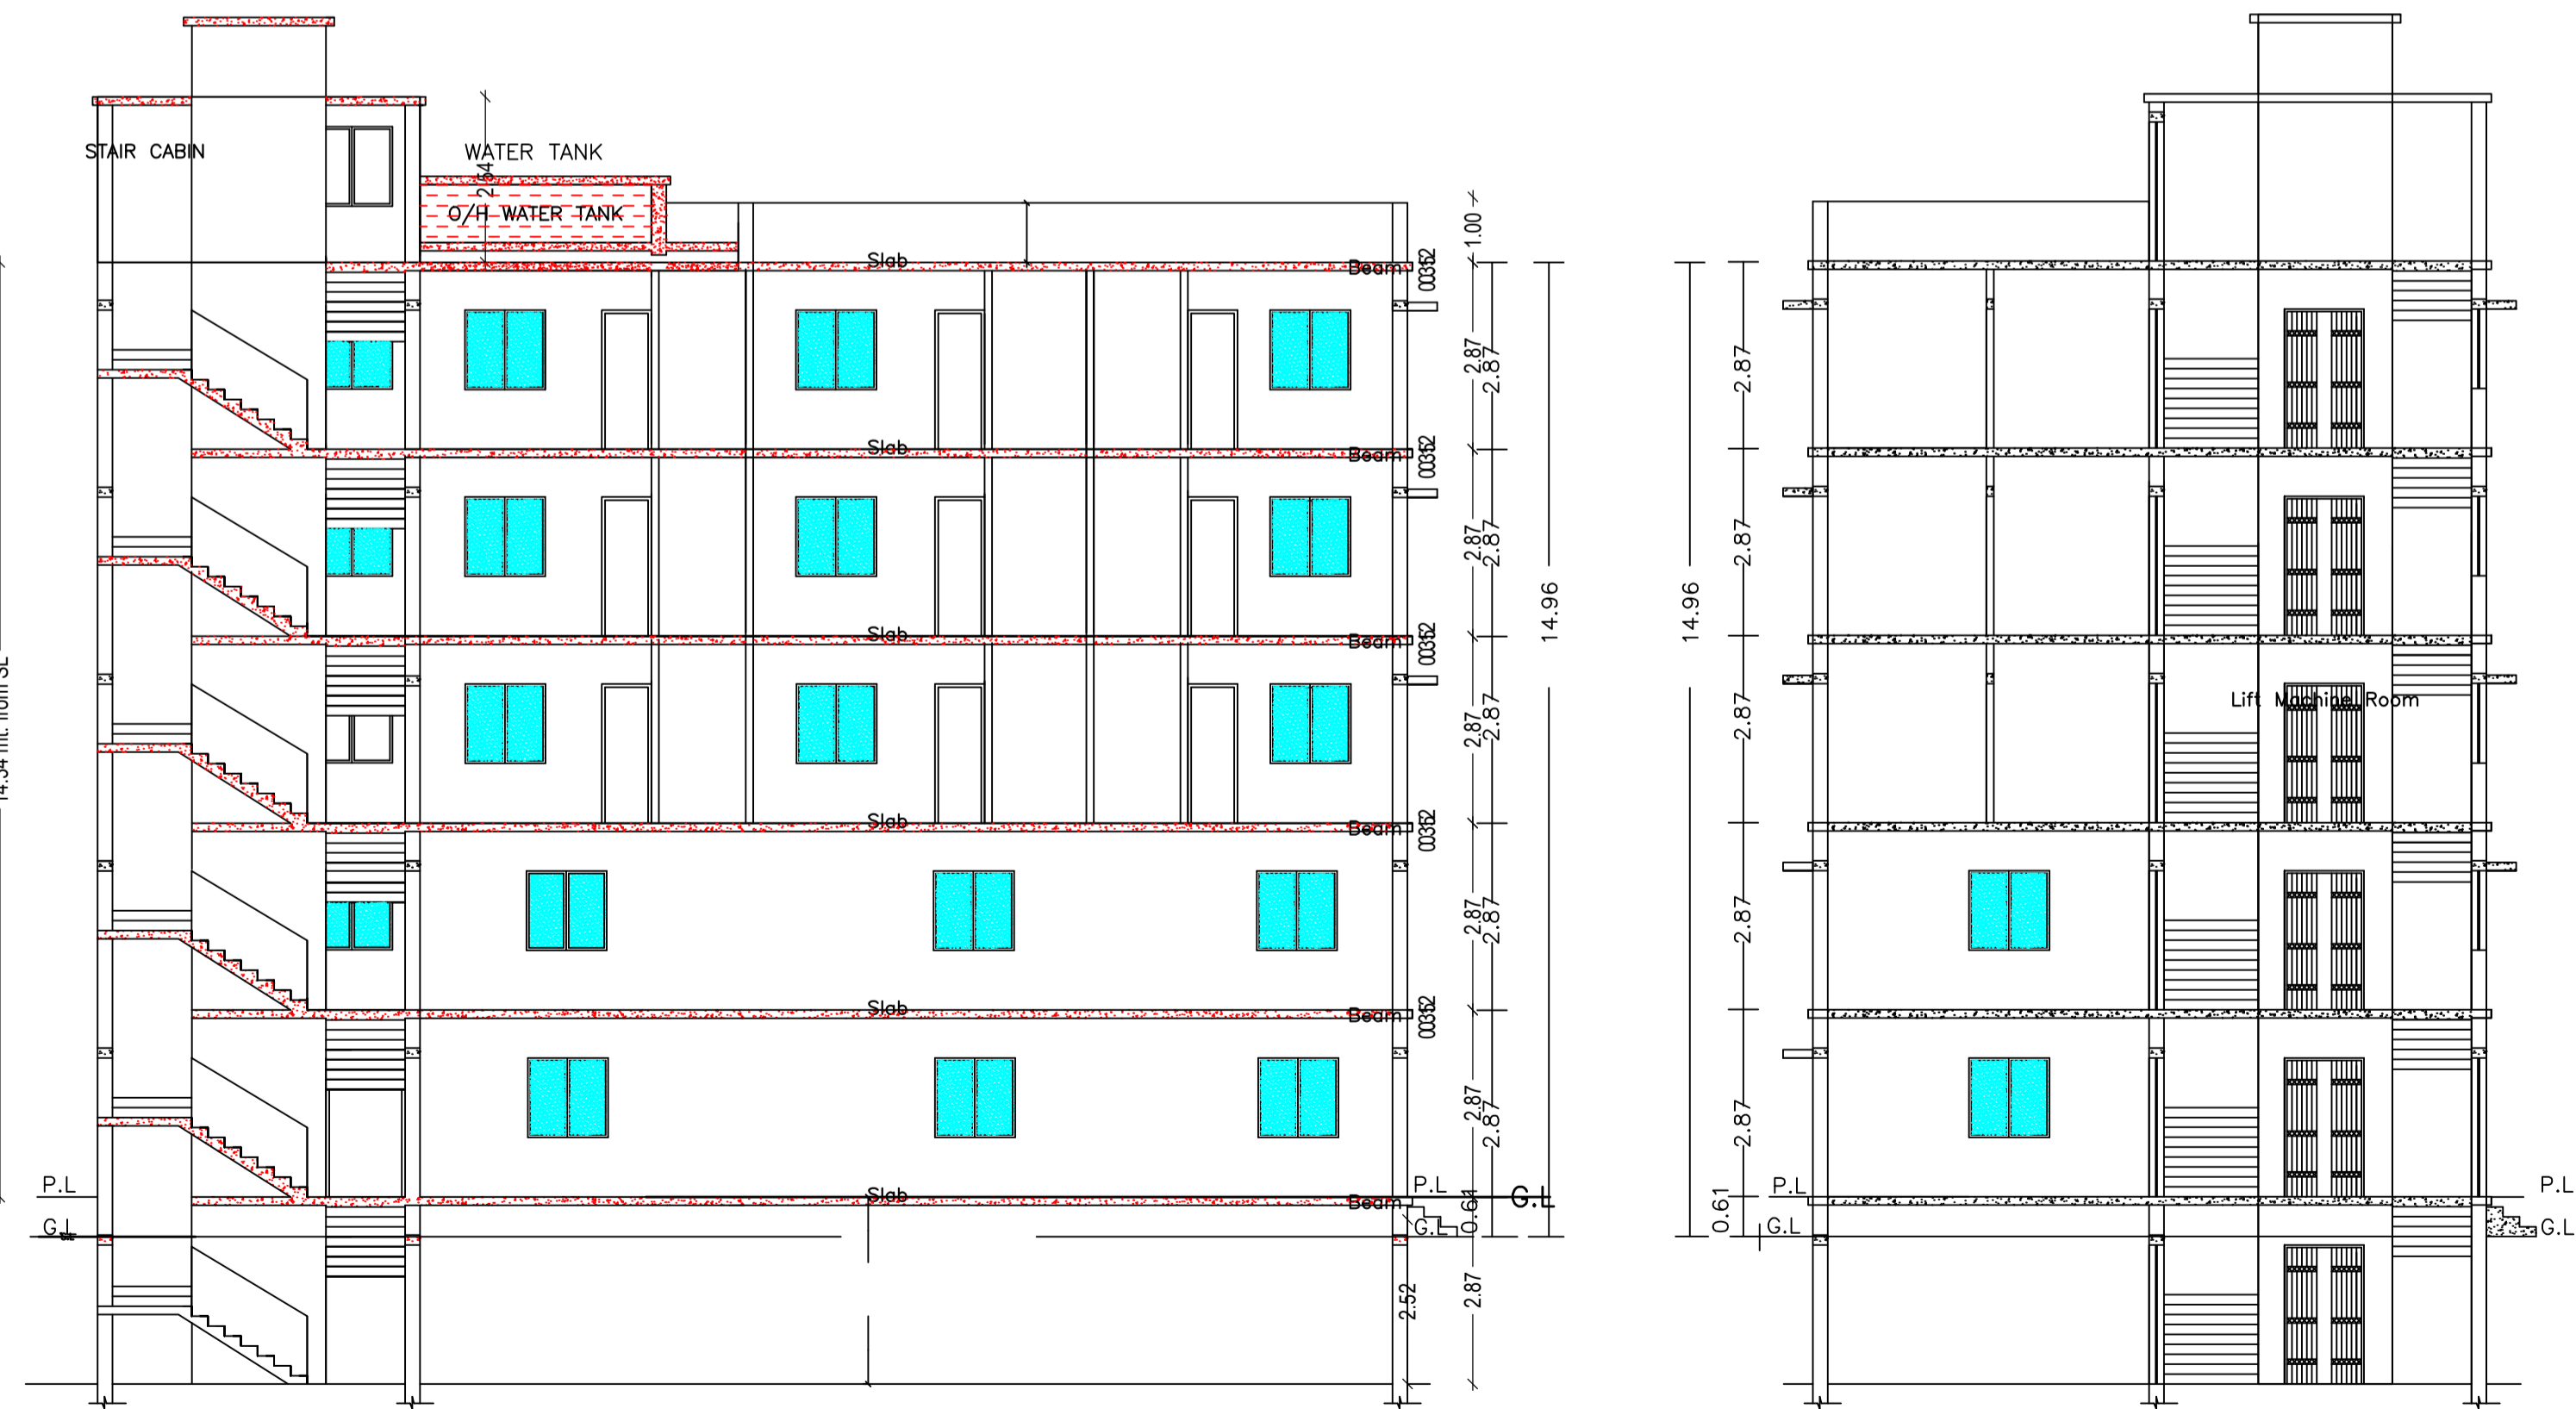 STAIR CABIN
WATER TANK
2.54
O/H WATER TANK
1.00
Slab
Beam
2.87
2.87
2.87
Slab
Beam
2.87
2.87
2.87
Slab
Beam
14.96
14.96
2.87
2.87
2.87
Lift Machine Room
Slab
Beam
2.87
2.87
2.87
Slab
Beam
2.87
2.87
2.87
P.L
Slab
Beam
P.L
G.L
0.61
G.L
G.L
P.L
0.61
G.L
P.L
G.L
2.52
2.87